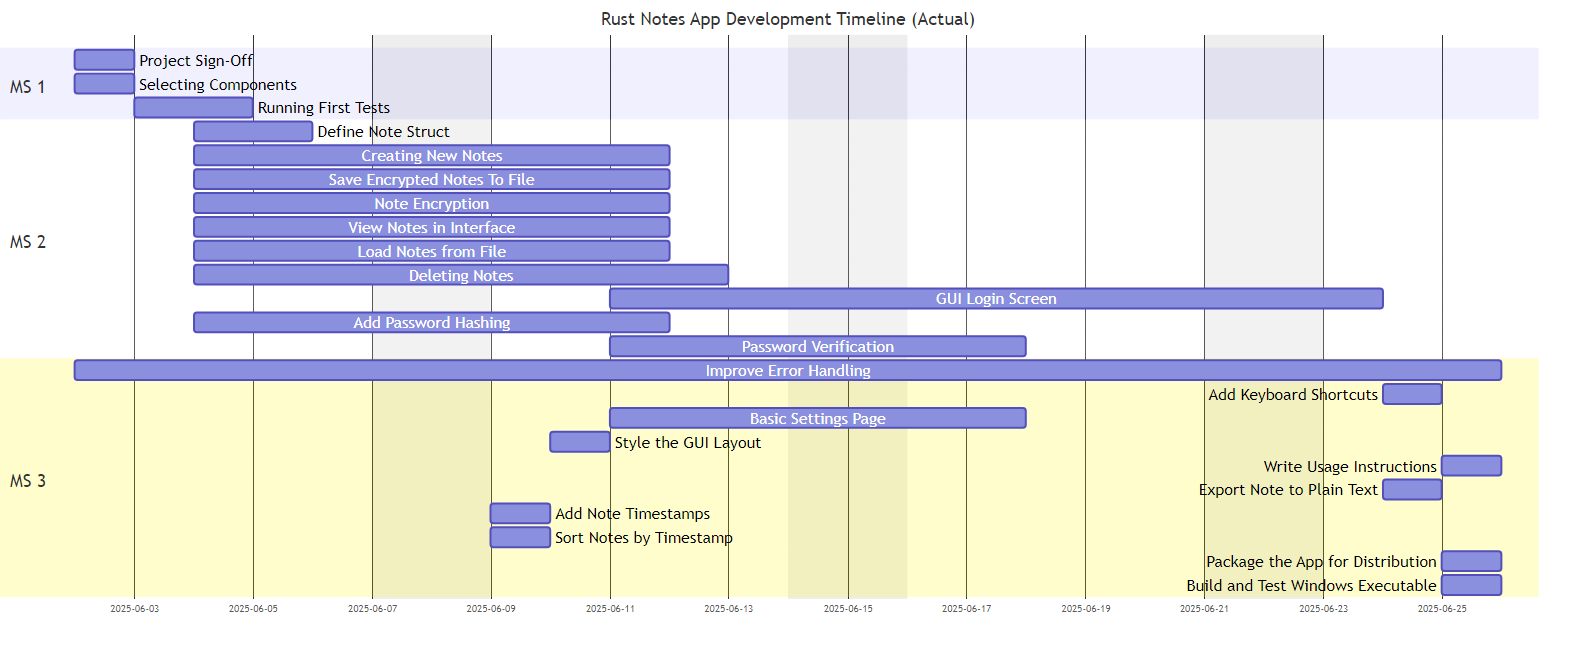 Rust Notes App Development Timeline (Actual)
MS 1
Project Sign-Off
Selecting Components
Running First Tests
MS 2
Define Note Struct
Creating New Notes
Save Encrypted Notes To File
Note Encryption
View Notes in Interface
Load Notes from File
Deleting Notes
GUI Login Screen
Add Password Hashing
Password Verification
MS 3
Improve Error Handling
Add Keyboard Shortcuts
Basic Settings Page
Style the GUI Layout
Write Usage Instructions
Export Note to Plain Text
Add Note Timestamps
Sort Notes by Timestamp
Package the App for Distribution
Build and Test Windows Executable
2025-06-03
2025-06-05
2025-06-07
2025-06-09
2025-06-11
2025-06-13
2025-06-15
2025-06-17
2025-06-19
2025-06-21
2025-06-23
2025-06-25